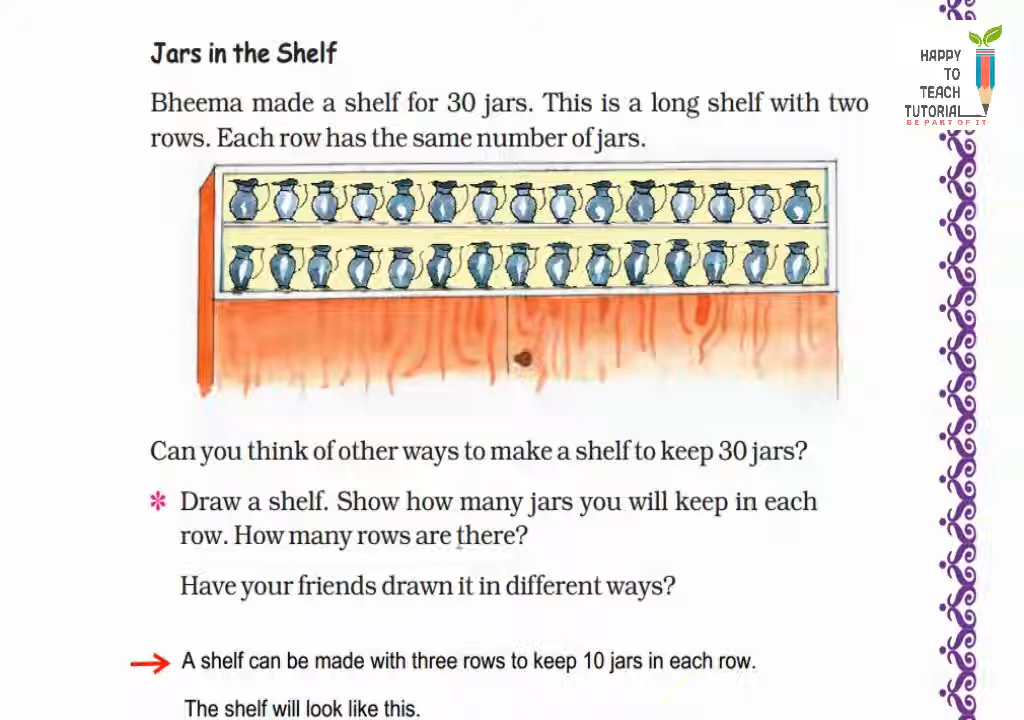 Jars in the Shelf
HAPPY
TO
TEACH
TUTORIAL
BE PART OF IT
Bheema made a shelf for 30 jars. This is a long shelf with two
rows. Each row has the same number of jars.
Can you think of other ways to make a shelf to keep 30 jars?
* Draw a shelf. Show how many jars you will keep in each
row. How many rows are there?
Have your friends drawn it in different ways?
→ A shelf can be made with three rows to keep 10 jars in each row.
The shelf will look like this.